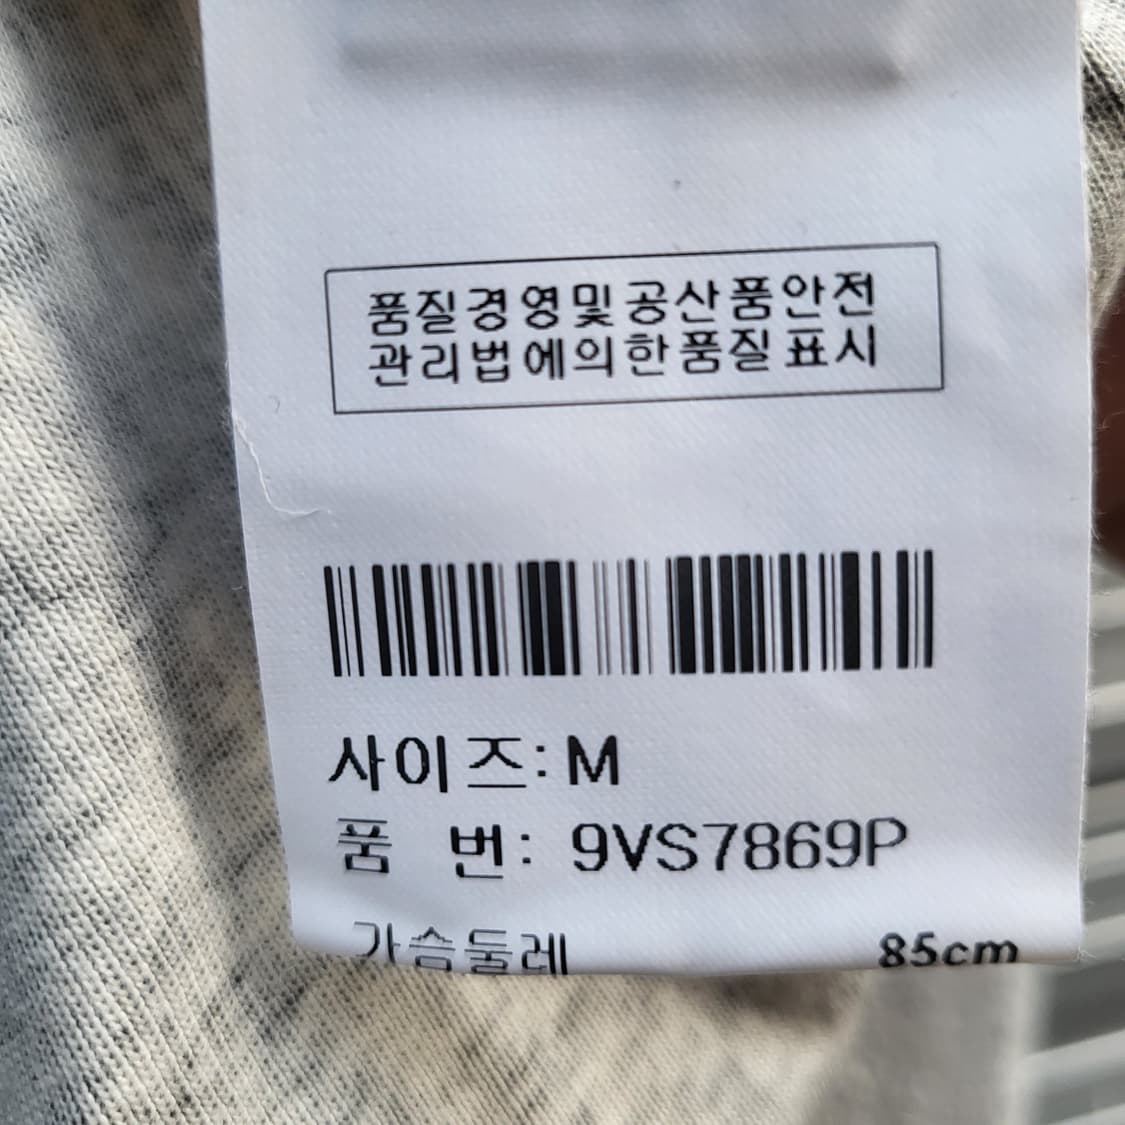 품질경영및공산품안전
관리법에의한품질표시
사이즈: M
품 번: 9VS7869P
가슴둘레 85cm